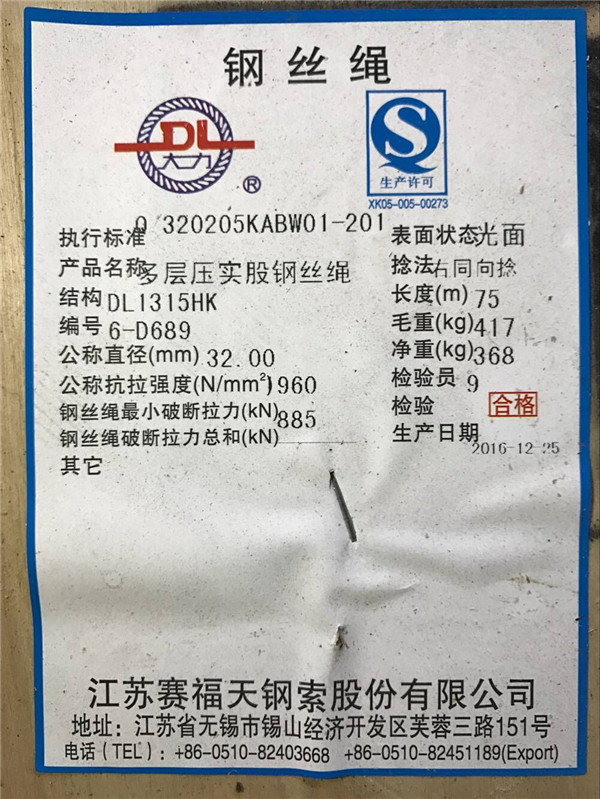 钢丝绳
DL
大力
®
S
生产许可
XK05-005-00273
执行标准 Q/320205KABW01-201
表面状态 光面
产品名称 多层压实股钢丝绳
捻法 右同向捻
结构 DL1315HK
长度(m) 75
编号 6-D689
毛重(kg) 417
公称直径(mm) 32.00
净重(kg) 368
公称抗拉强度(N/mm²) 1960
检验员 9
钢丝绳最小破断拉力(kN) 885
检验 合格
钢丝绳破断拉力总和(kN)
生产日期 2016-12-25
其它
江苏赛福天钢索股份有限公司
地址：江苏省无锡市锡山经济开发区芙蓉三路151号
电话（TEL）：+86-0510-82403668 +86-0510-82451189(Export)